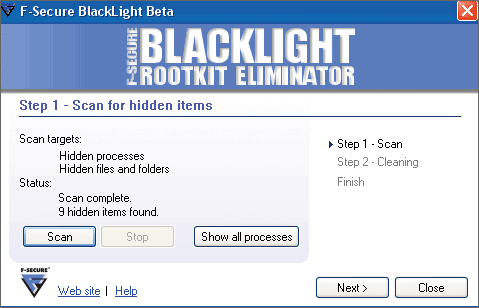 F-Secure BlackLight Beta
F-SECURE
BLACKLIGHT
ROOTKIT ELIMINATOR
Step 1 - Scan for hidden items
Scan targets:
Hidden processes
Hidden files and folders
Status:
Scan complete.
9 hidden items found.
Scan Stop Show all processes
Step 1 - Scan
Step 2 - Cleaning
Finish
F-SECURE
Web site | Help
Next > Close